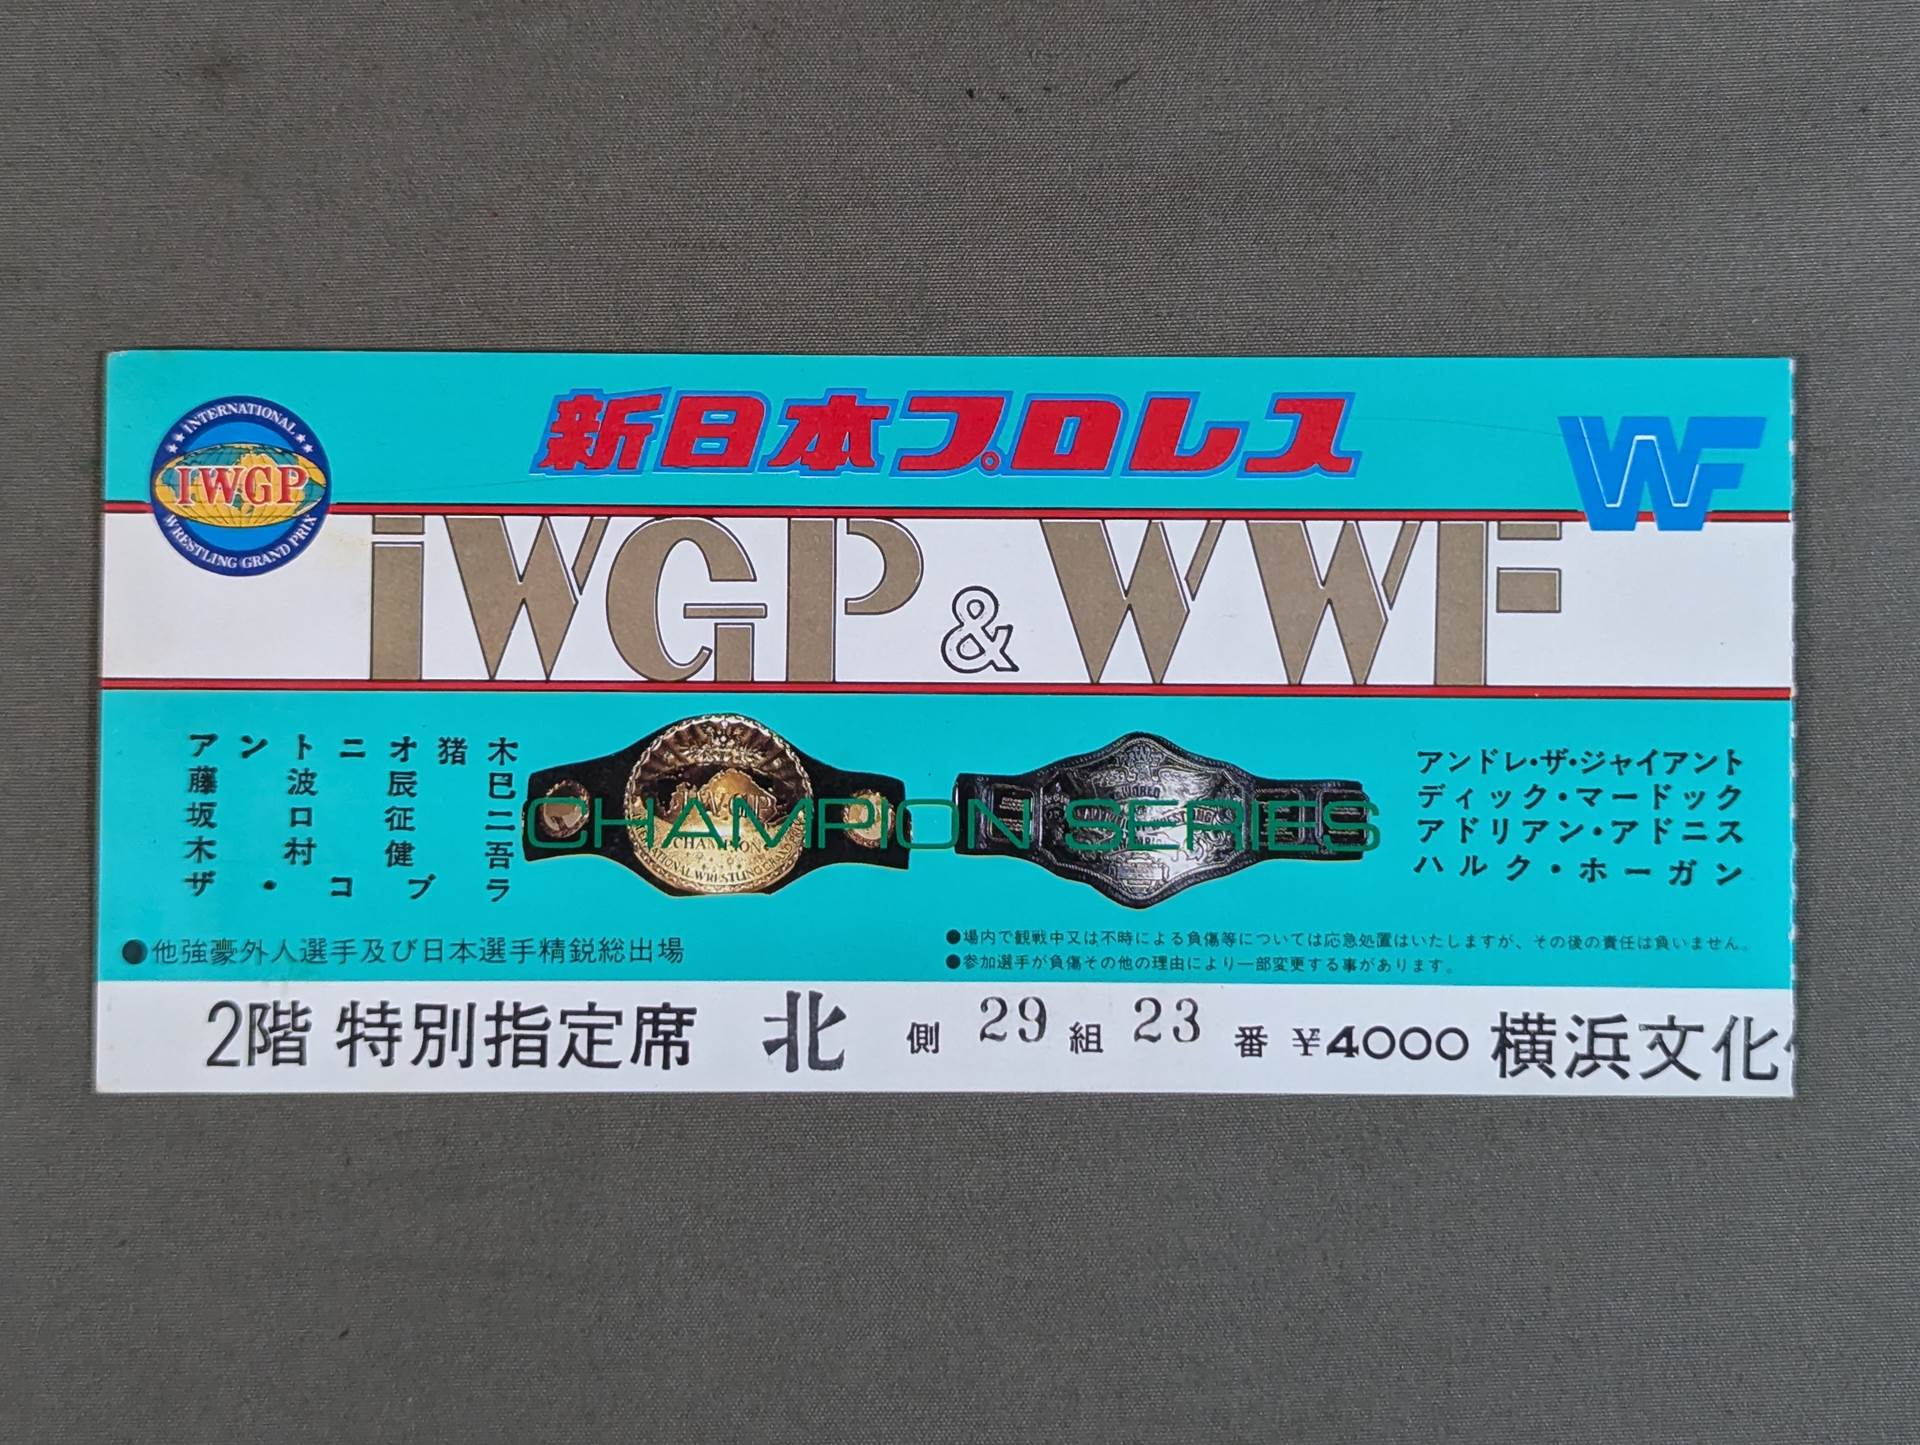 新日本プロレス
INTERNATIONAL
IWGP
WRESTLING GRAND PRIX
WF
iWGP & WWF
アントニオ猪木
藤波辰巳
坂口征二
木村健吾
ザ・コブラ
CHAMPION SERIES
IWGP
CHAMPION
WORLD
アンドレ・ザ・ジャイアント
ディック・マードック
アドリアン・アドニス
ハルク・ホーガン
●他強豪外人選手及び日本選手精鋭総出場
●場内で観戦中又は不時による負傷等については応急処置はいたしますが、その後の責任は負いません。
●参加選手が負傷その他の理由により一部変更する事があります。
2階 特別指定席 北 側 29 組 23 番 ¥4000 横浜文化